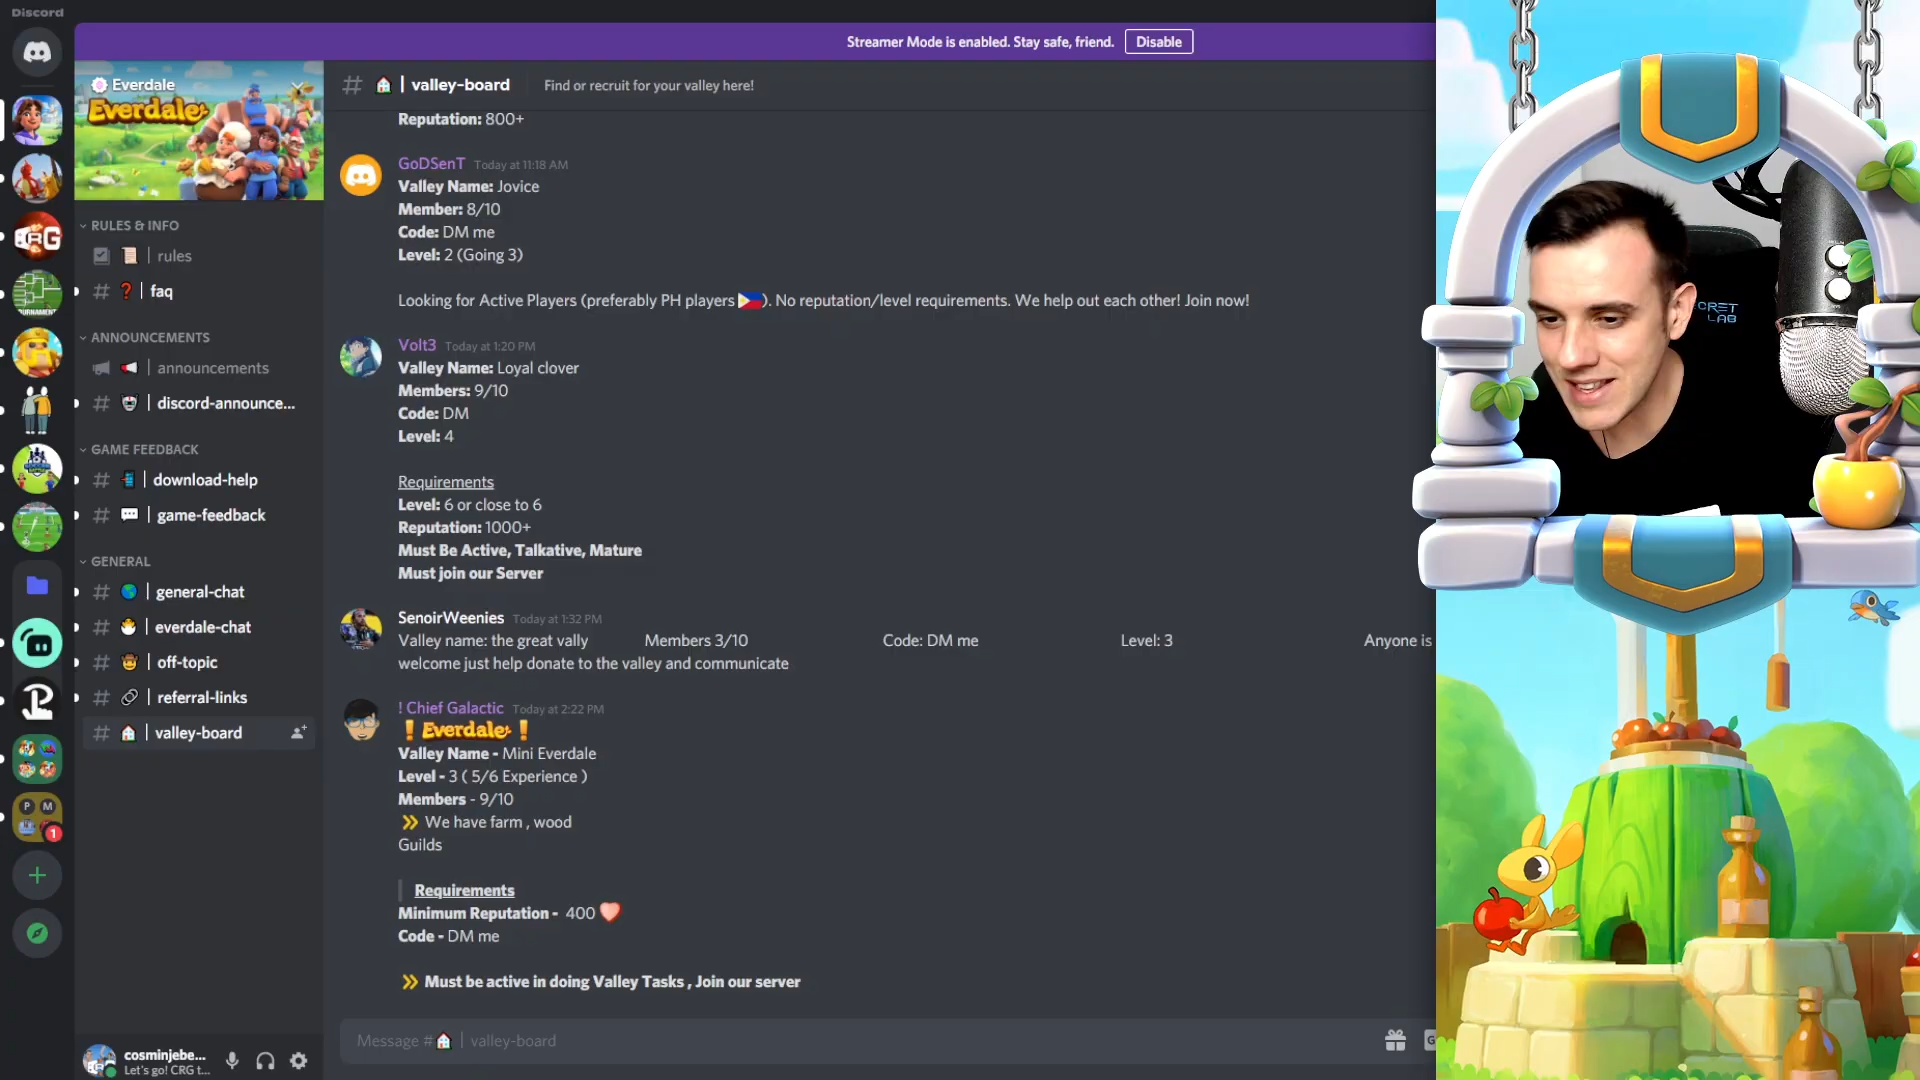 Discord
Streamer Mode is enabled. Stay safe, friend.
Disable
Everdale
Everdale
RULES & INFO
rules
faq
ANNOUNCEMENTS
announcements
discord-announce...
GAME FEEDBACK
download-help
game-feedback
GENERAL
general-chat
everdale-chat
off-topic
referral-links
valley-board
cosminjebe...
Let's go! CRG t...
valley-board
Find or recruit for your valley here!
Reputation: 800+
GoDSenT Today at 11:18 AM
Valley Name: Jovice
Member: 8/10
Code: DM me
Level: 2 (Going 3)
Looking for Active Players (preferably PH players 🇵🇭). No reputation/level requirements. We help out each other! Join now!
Volt3 Today at 1:20 PM
Valley Name: Loyal clover
Members: 9/10
Code: DM
Level: 4
Requirements
Level: 6 or close to 6
Reputation: 1000+
Must Be Active, Talkative, Mature
Must join our Server
SenoirWeenies Today at 1:32 PM
Valley name: the great vally Members 3/10 Code: DM me Level: 3 Anyone is
welcome just help donate to the valley and communicate
! Chief Galactic Today at 2:22 PM
❗ Everdale ❗
Valley Name - Mini Everdale
Level - 3 ( 5/6 Experience )
Members - 9/10
We have farm , wood
Guilds
Requirements
Minimum Reputation - 400
Code - DM me
Must be active in doing Valley Tasks , Join our server
Message # | valley-board
CRG
P M
1
CRET
LAB